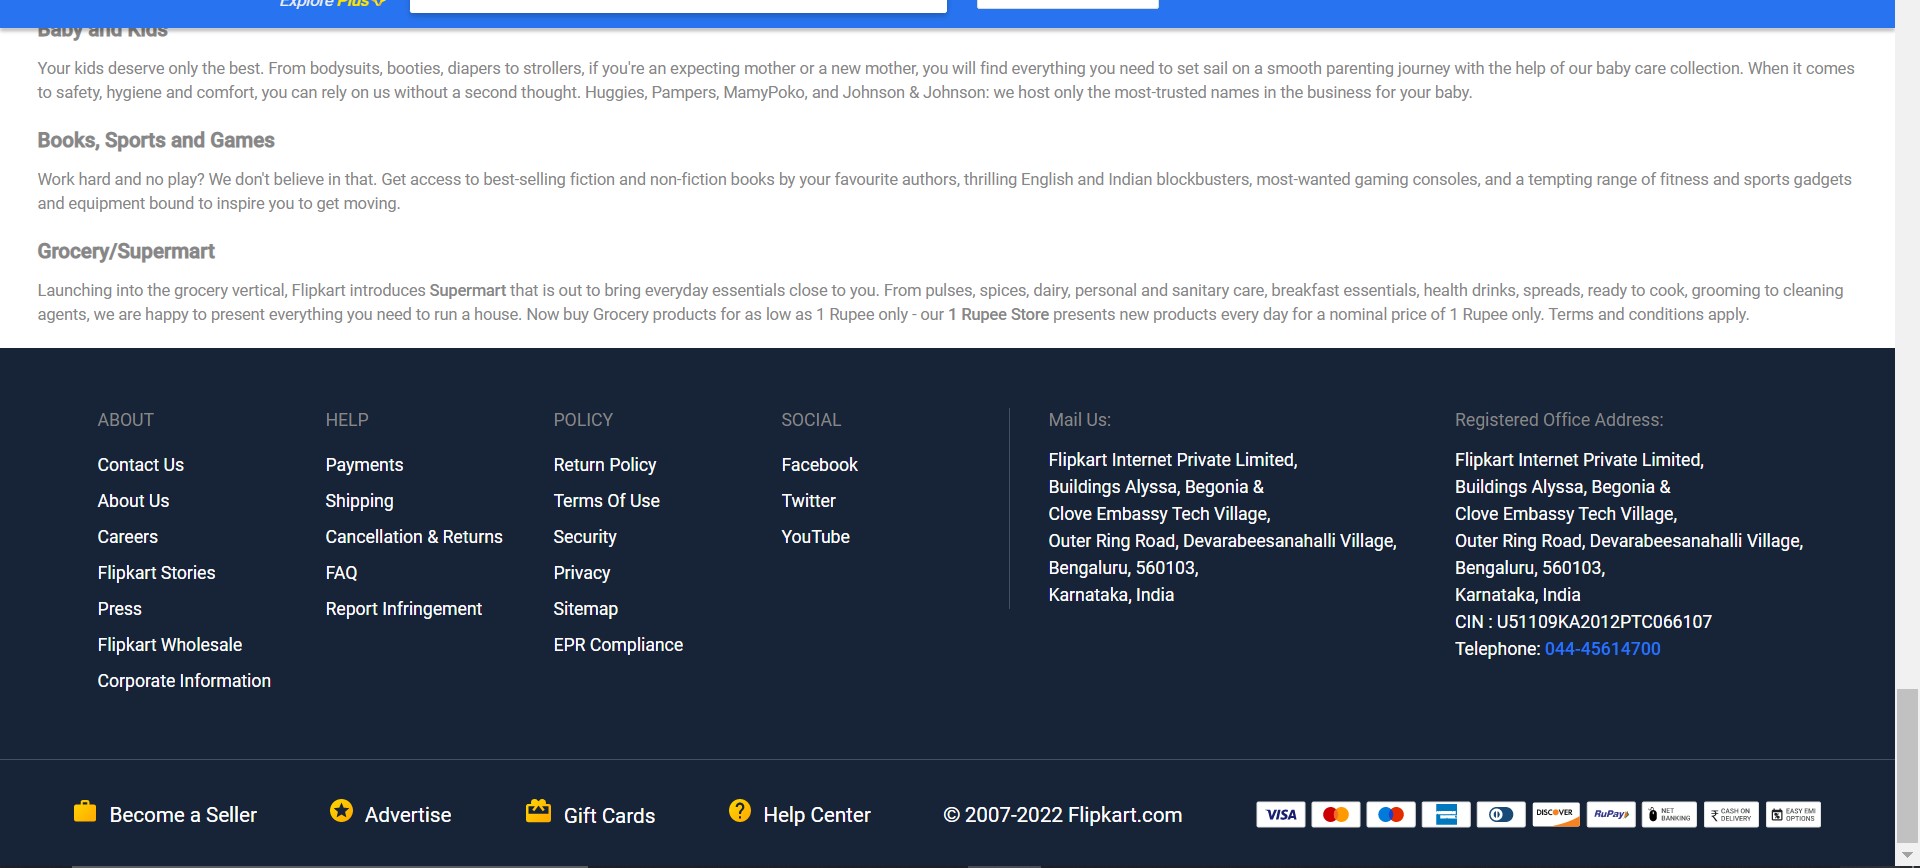 Explore Plus
Baby and Kids
Your kids deserve only the best. From bodysuits, booties, diapers to strollers, if you're an expecting mother or a new mother, you will find everything you need to set sail on a smooth parenting journey with the help of our baby care collection. When it comes
to safety, hygiene and comfort, you can rely on us without a second thought. Huggies, Pampers, MamyPoko, and Johnson & Johnson: we host only the most-trusted names in the business for your baby.
Books, Sports and Games
Work hard and no play? We don't believe in that. Get access to best-selling fiction and non-fiction books by your favourite authors, thrilling English and Indian blockbusters, most-wanted gaming consoles, and a tempting range of fitness and sports gadgets
and equipment bound to inspire you to get moving.
Grocery/Supermart
Launching into the grocery vertical, Flipkart introduces Supermart that is out to bring everyday essentials close to you. From pulses, spices, dairy, personal and sanitary care, breakfast essentials, health drinks, spreads, ready to cook, grooming to cleaning
agents, we are happy to present everything you need to run a house. Now buy Grocery products for as low as 1 Rupee only - our 1 Rupee Store presents new products every day for a nominal price of 1 Rupee only. Terms and conditions apply.
ABOUT
Contact Us
About Us
Careers
Flipkart Stories
Press
Flipkart Wholesale
Corporate Information
HELP
Payments
Shipping
Cancellation & Returns
FAQ
Report Infringement
POLICY
Return Policy
Terms Of Use
Security
Privacy
Sitemap
EPR Compliance
SOCIAL
Facebook
Twitter
YouTube
Mail Us:
Flipkart Internet Private Limited,
Buildings Alyssa, Begonia &
Clove Embassy Tech Village,
Outer Ring Road, Devarabeesanahalli Village,
Bengaluru, 560103,
Karnataka, India
Registered Office Address:
Flipkart Internet Private Limited,
Buildings Alyssa, Begonia &
Clove Embassy Tech Village,
Outer Ring Road, Devarabeesanahalli Village,
Bengaluru, 560103,
Karnataka, India
CIN : U51109KA2012PTC066107
Telephone: 044-45614700
Become a Seller
Advertise
Gift Cards
Help Center
© 2007-2022 Flipkart.com
VISA
DISCOVER
RuPay
NET
BANKING
CASH ON
DELIVERY
EASY EMI
OPTIONS